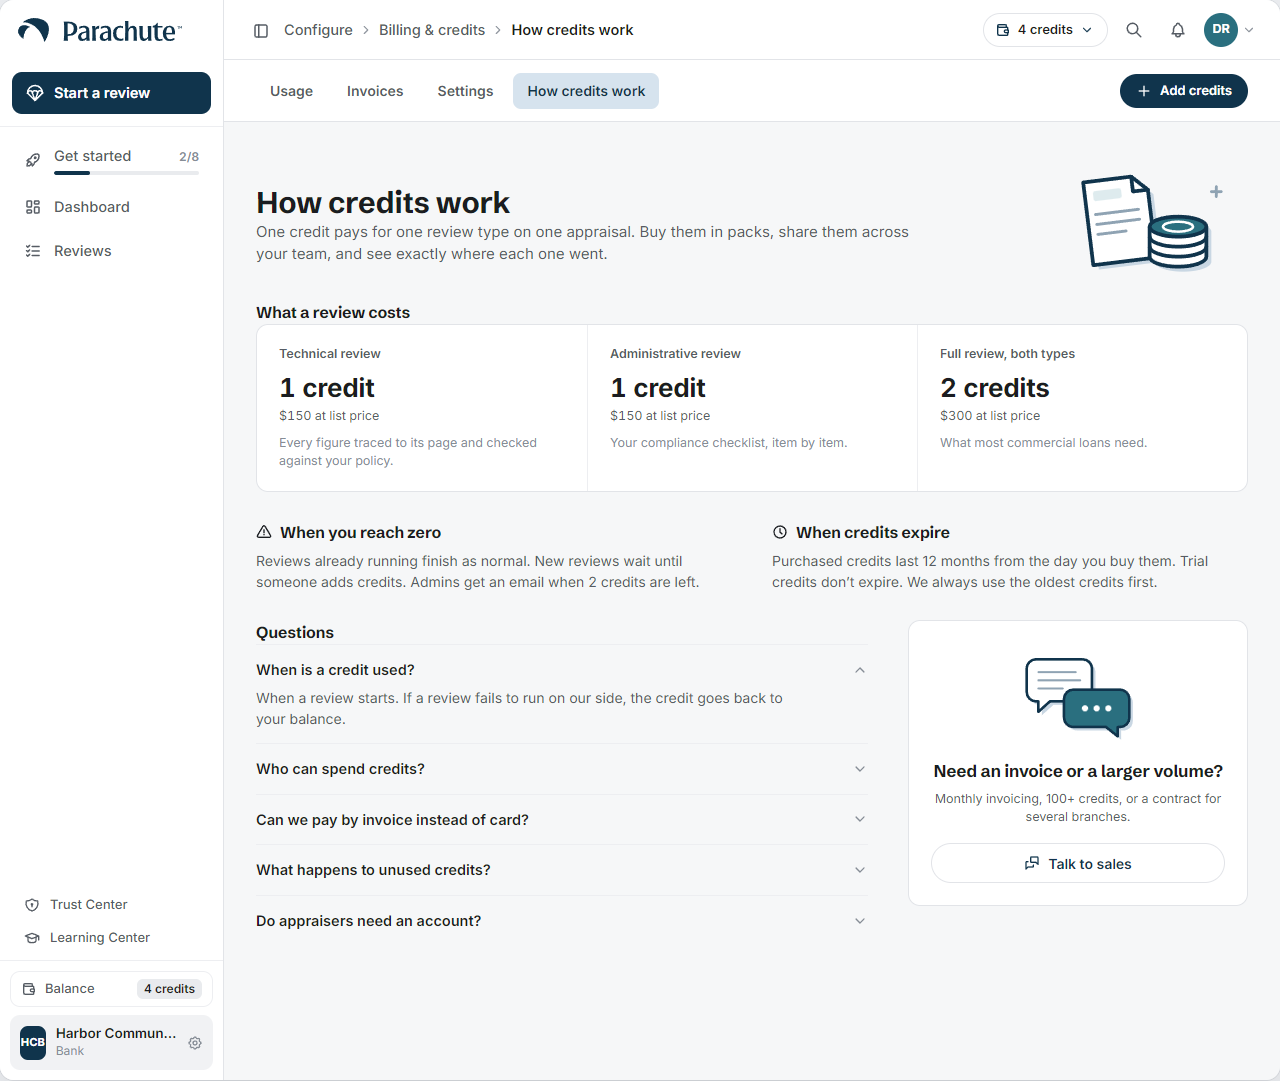 Parachute™
Configure > Billing & credits > How credits work
4 credits
DR
Start a review
Usage
Invoices
Settings
How credits work
Add credits
Get started 2/8
Dashboard
Reviews
How credits work
One credit pays for one review type on one appraisal. Buy them in packs, share them across
your team, and see exactly where each one went.
What a review costs
Technical review
1 credit
$150 at list price
Every figure traced to its page and checked
against your policy.
Administrative review
1 credit
$150 at list price
Your compliance checklist, item by item.
Full review, both types
2 credits
$300 at list price
What most commercial loans need.
When you reach zero
Reviews already running finish as normal. New reviews wait until
someone adds credits. Admins get an email when 2 credits are left.
When credits expire
Purchased credits last 12 months from the day you buy them. Trial
credits don’t expire. We always use the oldest credits first.
Questions
When is a credit used?
When a review starts. If a review fails to run on our side, the credit goes back to
your balance.
Who can spend credits?
Can we pay by invoice instead of card?
What happens to unused credits?
Do appraisers need an account?
Need an invoice or a larger volume?
Monthly invoicing, 100+ credits, or a contract for
several branches.
Talk to sales
Trust Center
Learning Center
Balance 4 credits
HCB
Harbor Commun...
Bank